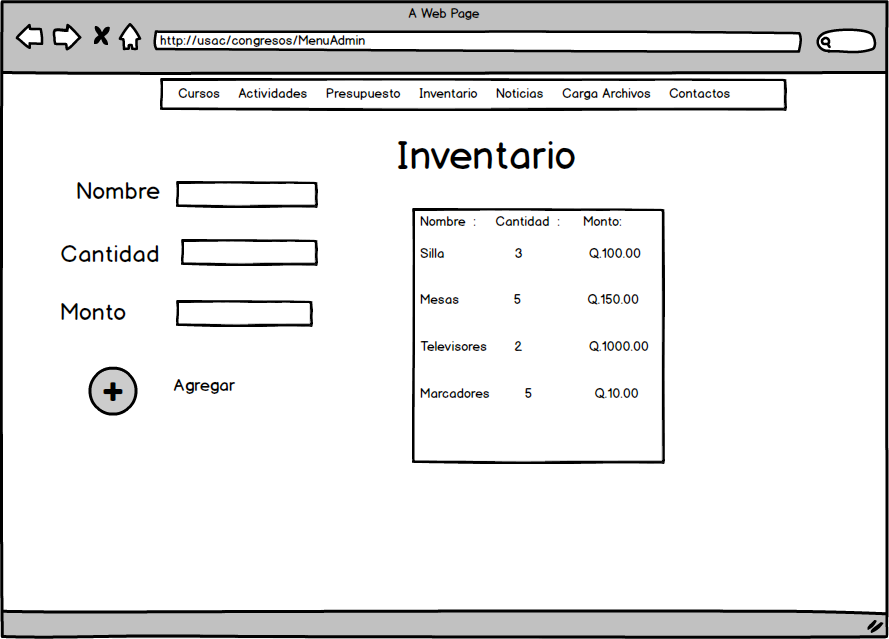 A Web Page
http://usac/congresos/MenuAdmin
Cursos Actividades Presupuesto Inventario Noticias Carga Archivos Contactos
Inventario
Nombre
Cantidad
Monto
Agregar
Nombre : Cantidad : Monto:
Silla 3 Q.100.00
Mesas 5 Q.150.00
Televisores 2 Q.1000.00
Marcadores 5 Q.10.00